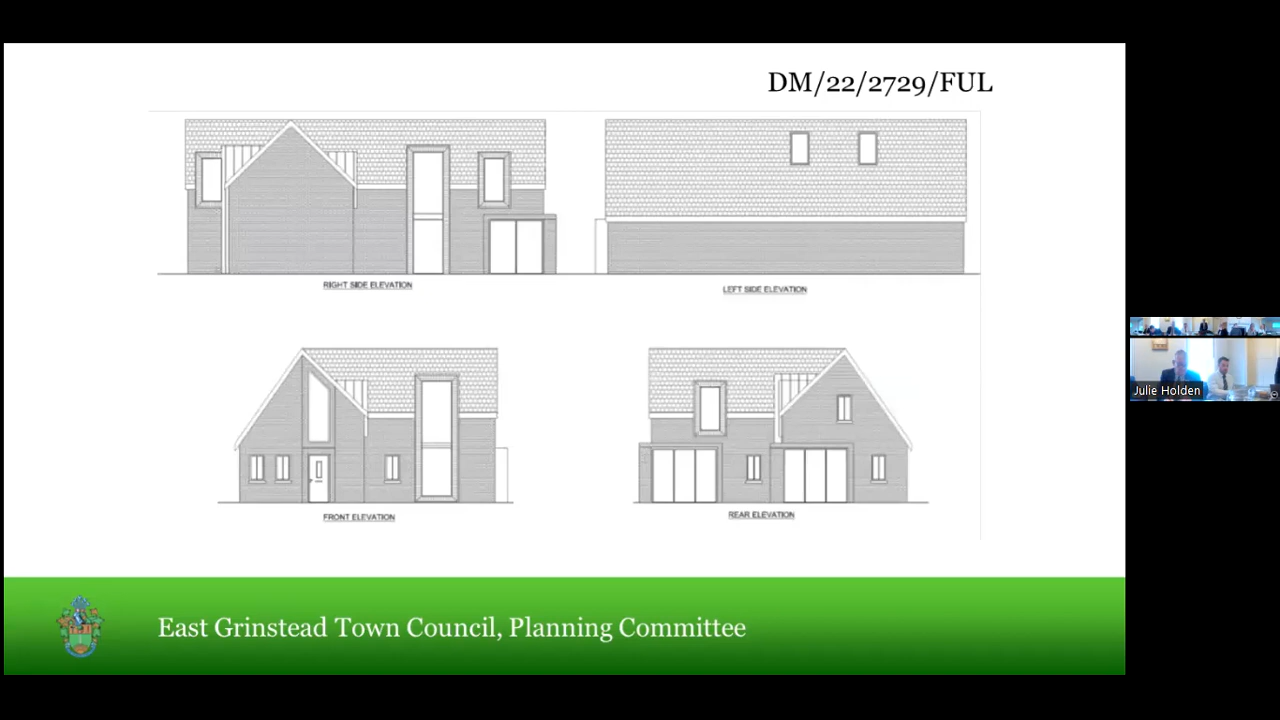 DM/22/2729/FUL
RIGHT SIDE ELEVATION
LEFT SIDE ELEVATION
FRONT ELEVATION
REAR ELEVATION
Julie Holden
East Grinstead Town Council, Planning Committee